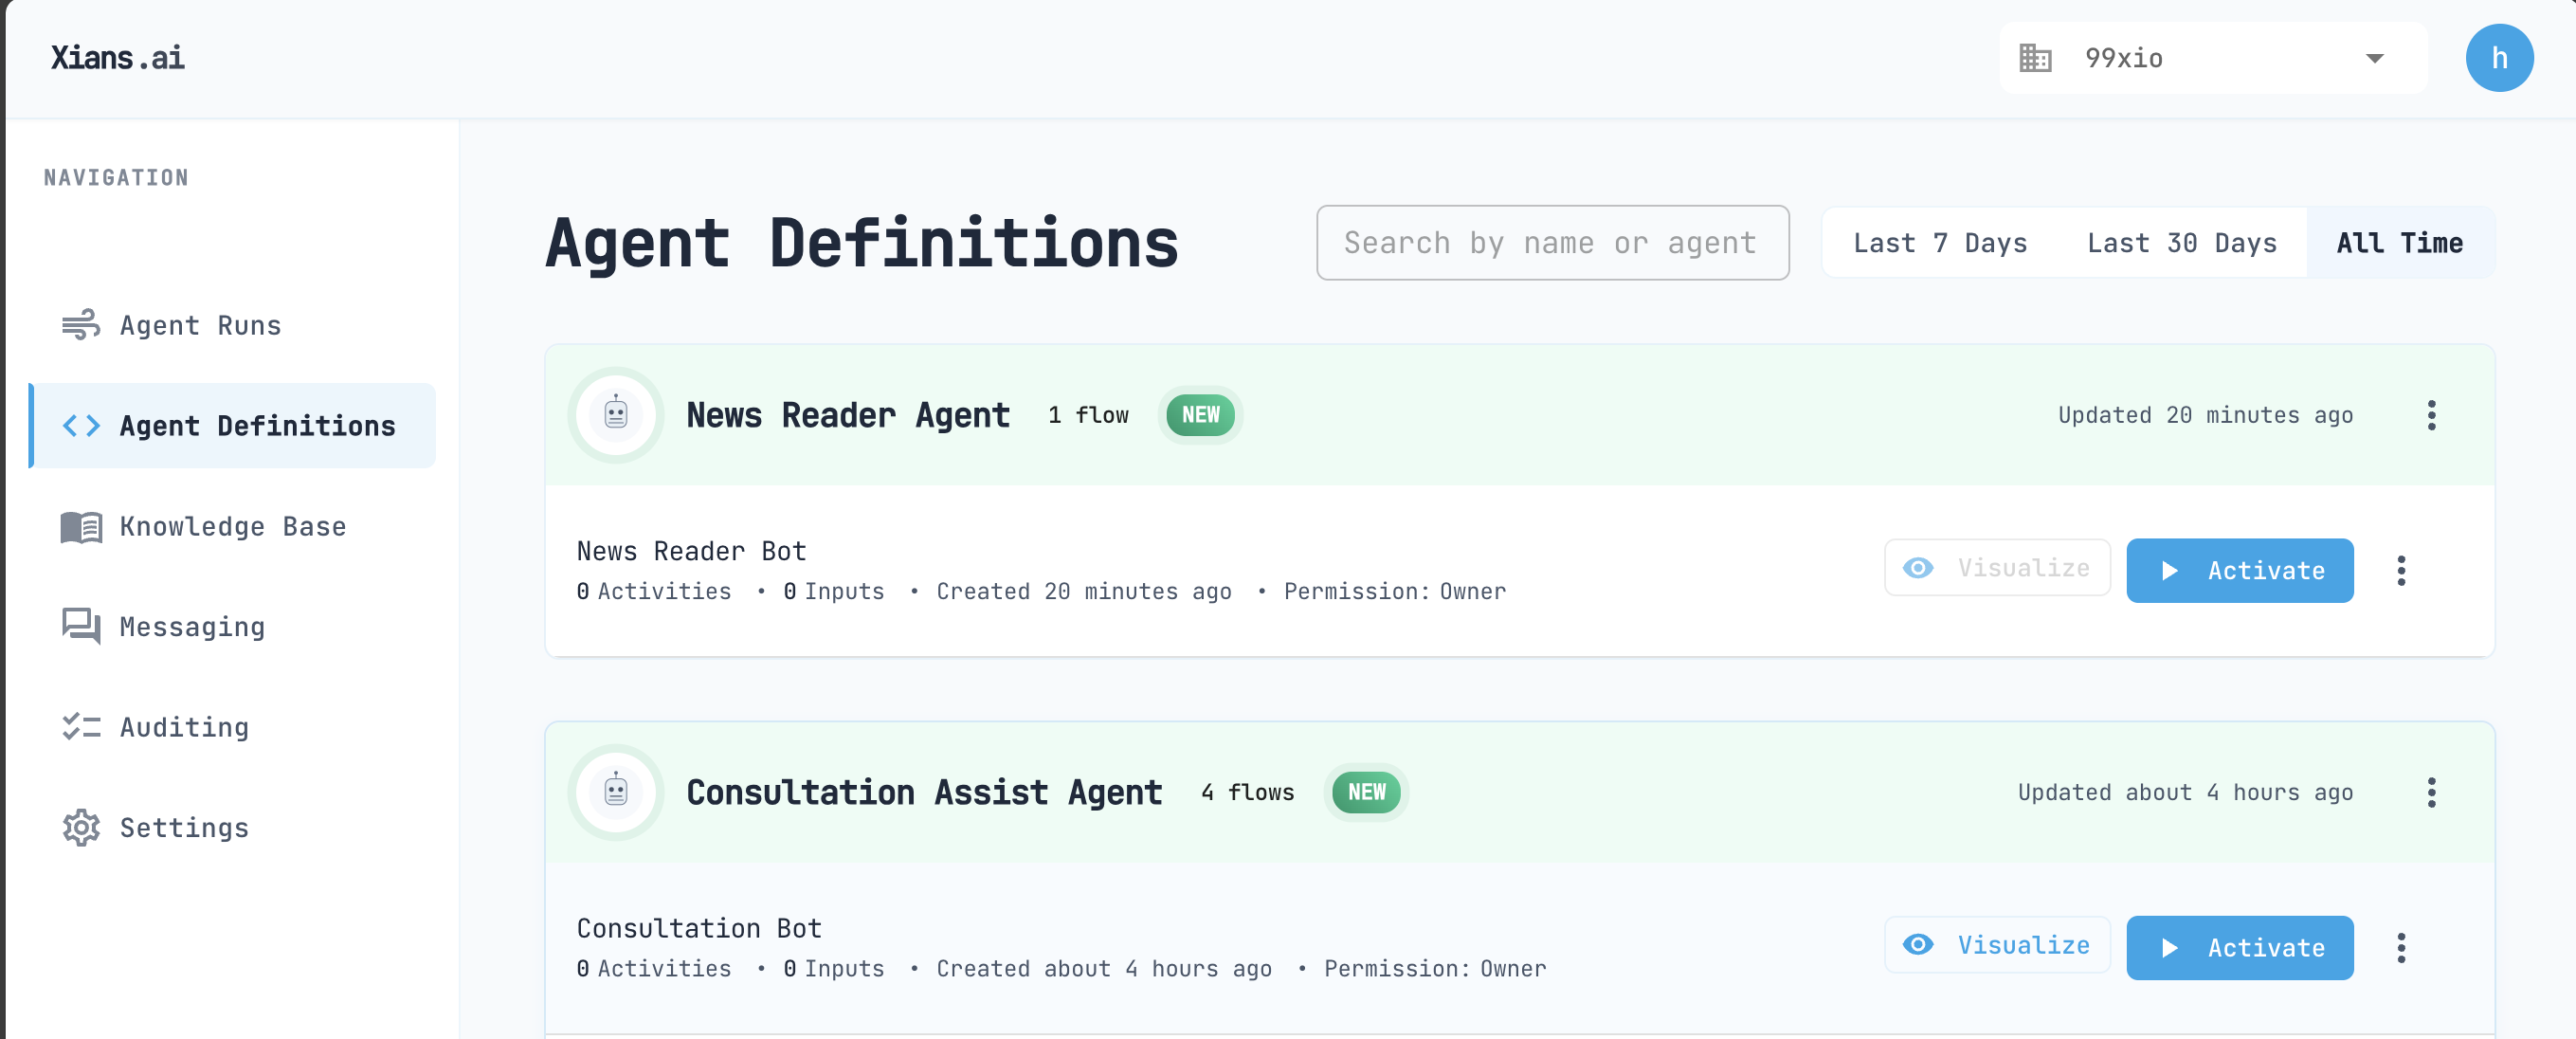 Xians.ai
99xio
h
NAVIGATION
Agent Runs
Agent Definitions
Knowledge Base
Messaging
Auditing
Settings
Agent Definitions
Search by name or agent
Last 7 Days
Last 30 Days
All Time
News Reader Agent 1 flow NEW Updated 20 minutes ago
News Reader Bot
0 Activities • 0 Inputs • Created 20 minutes ago • Permission: Owner
Visualize
Activate
Consultation Assist Agent 4 flows NEW Updated about 4 hours ago
Consultation Bot
0 Activities • 0 Inputs • Created about 4 hours ago • Permission: Owner
Visualize
Activate